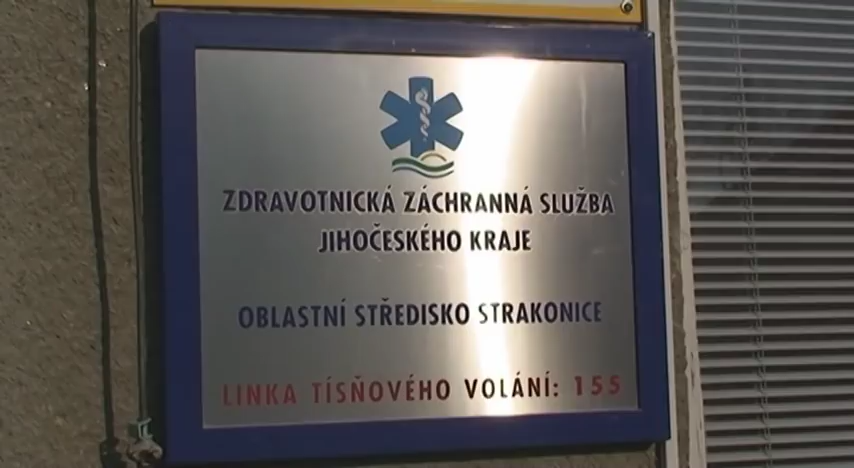 ZDRAVOTNICKÁ ZÁCHRANNÁ SLUŽBA
JIHOČESKÉHO KRAJE
OBLASTNÍ STŘEDISKO STRAKONICE
LINKA TÍSŇOVÉHO VOLÁNÍ: 155